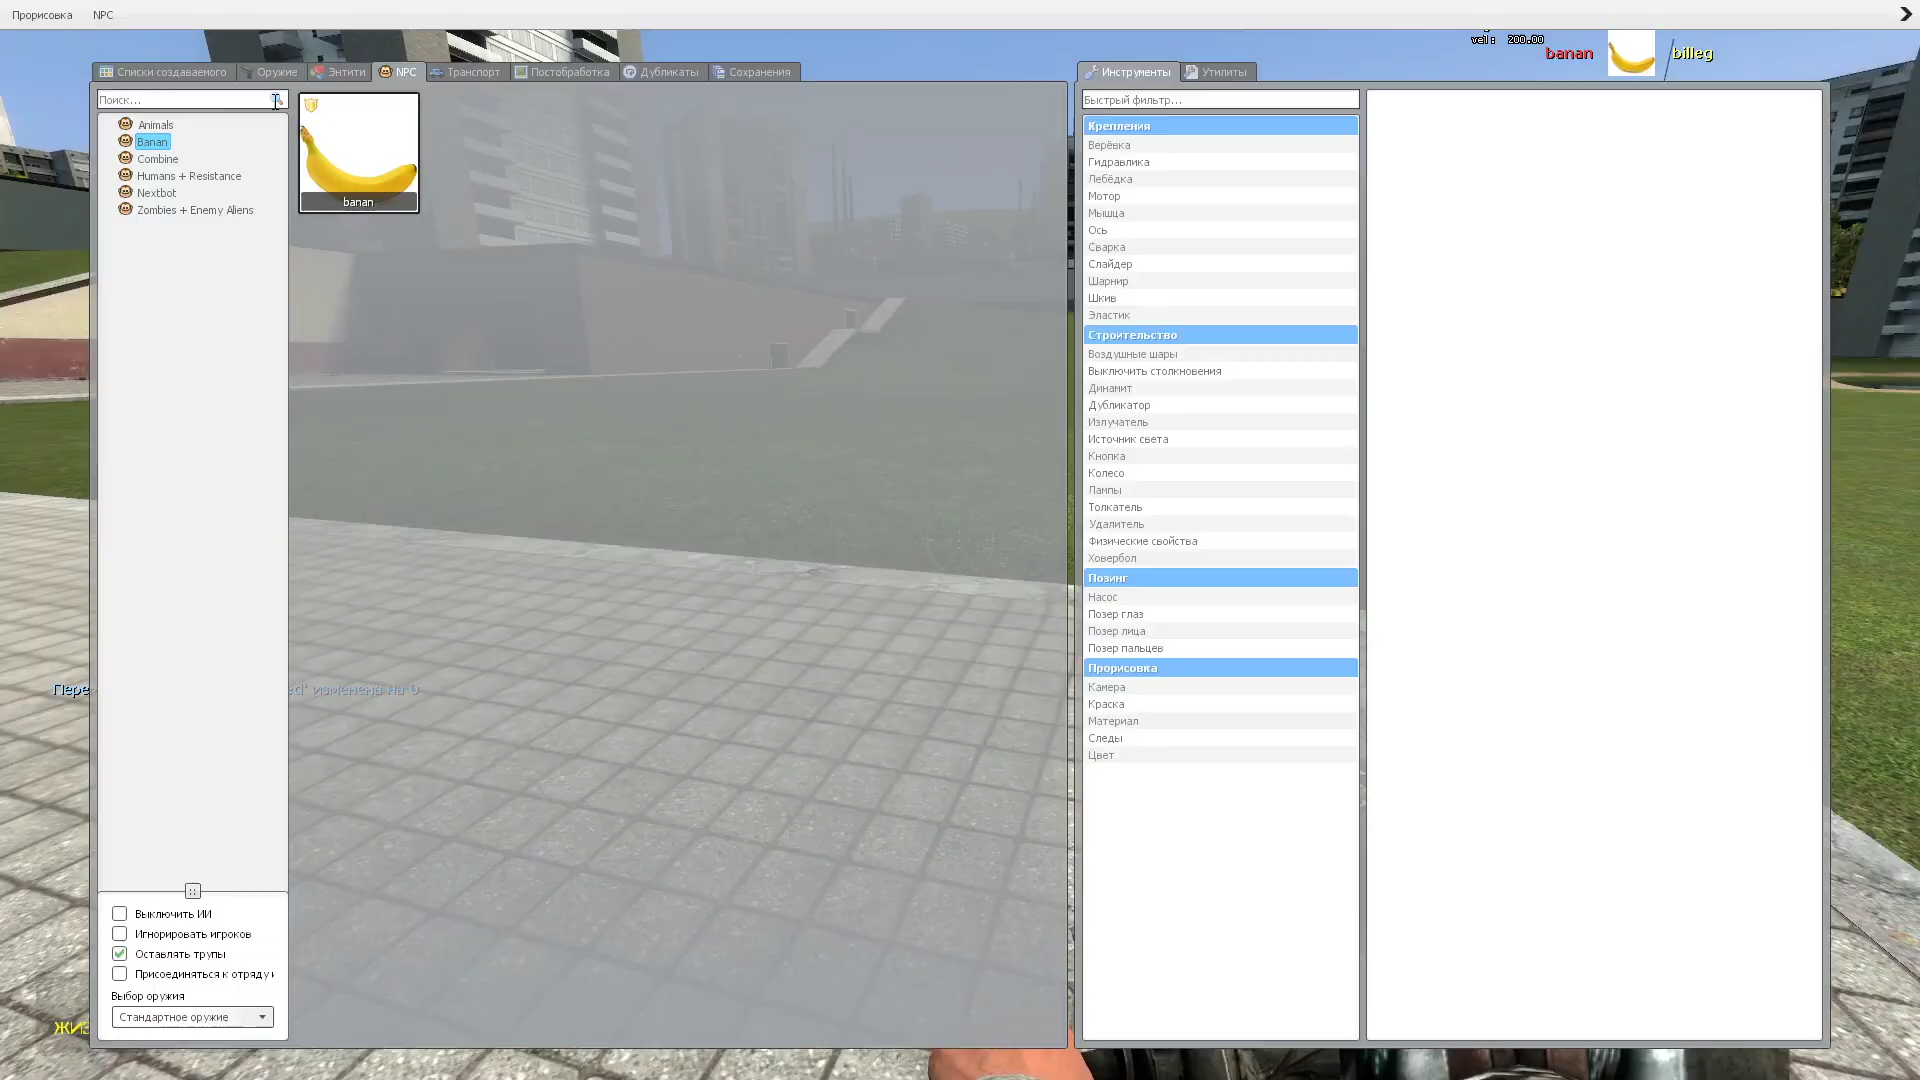 Прорисовка NPC
vel: 200.00
banan billeg
Списки создаваемого Оружие Энтити NPC Транспорт Постобработка Дубликаты Сохранения
Поиск...
Animals
Banan
Combine
Humans + Resistance
Nextbot
Zombies + Enemy Aliens
banan
Выключить ИИ
Игнорировать игроков
Оставлять трупы
Присоединяться к отряду
Выбор оружия
Стандартное оружие
Пере
ed' изменена на 0
ЖИЗ
Инструменты Утилиты
Быстрый фильтр...
Крепления
Верёвка
Гидравлика
Лебёдка
Мотор
Мышца
Ось
Сварка
Слайдер
Шарнир
Шкив
Эластик
Строительство
Воздушные шары
Выключить столкновения
Динамит
Дубликатор
Излучатель
Источник света
Кнопка
Колесо
Лампы
Толкатель
Удалитель
Физические свойства
Ховербол
Позинг
Насос
Позер глаз
Позер лица
Позер пальцев
Прорисовка
Камера
Краска
Материал
Следы
Цвет